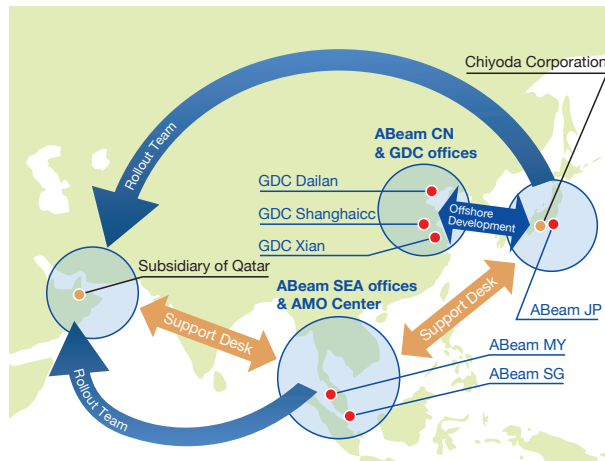 Chiyoda Corporation
Rollout Team
ABeam CN
& GDC offices
GDC Dailan
GDC Shanghaicc
GDC Xian
Offshore
Development
Subsidiary of Qatar
ABeam SEA offices
& AMO Center
Support Desk
Support Desk
ABeam JP
ABeam MY
ABeam SG
Rollout Team